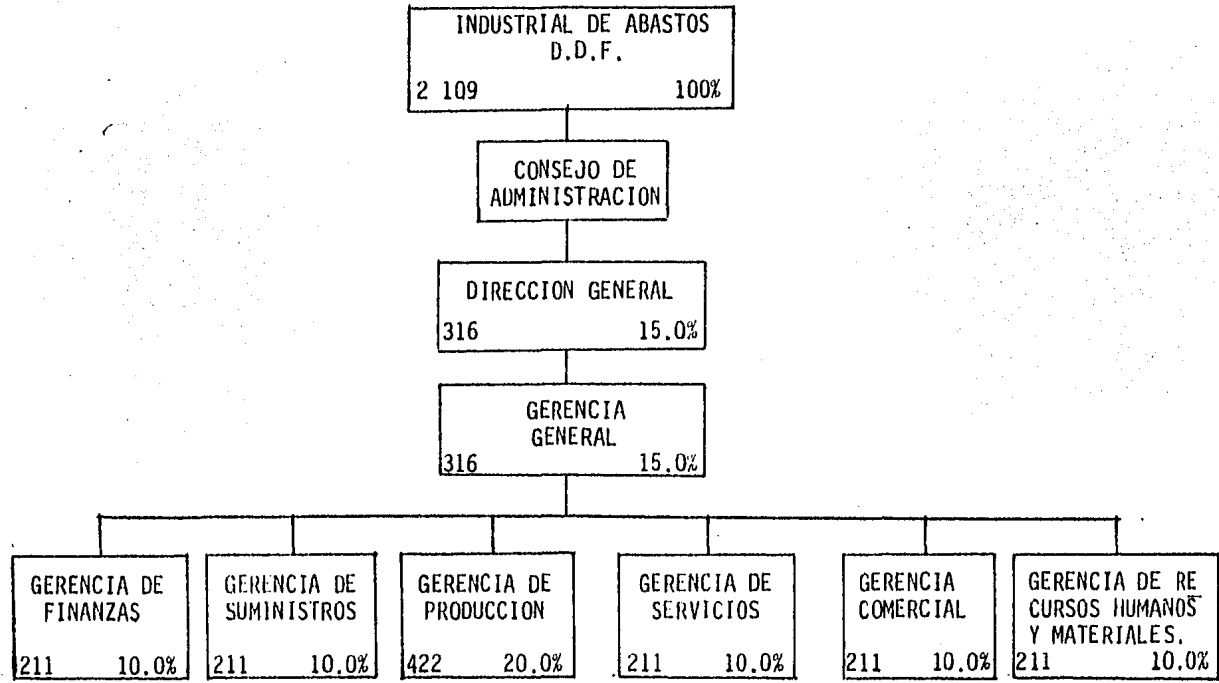 INDUSTRIAL DE ABASTOS
D.D.F.
2 109 100%
CONSEJO DE
ADMINISTRACION
DIRECCION GENERAL
316 15.0%
GERENCIA
GENERAL
316 15.0%
GERENCIA DE
FINANZAS
211 10.0%
GERENCIA DE
SUMINISTROS
211 10.0%
GERENCIA DE
PRODUCCION
422 20.0%
GERENCIA DE
SERVICIOS
211 10.0%
GERENCIA
COMERCIAL
211 10.0%
GERENCIA DE RE
CURSOS HUMANOS
Y MATERIALES.
211 10.0%